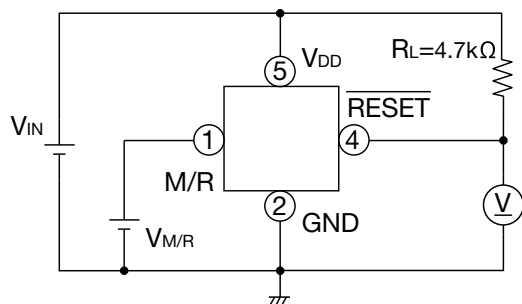 RL=4.7kΩ
5 VDD
RESET
VIN
1
4
M/R
V
2
GND
VM/R